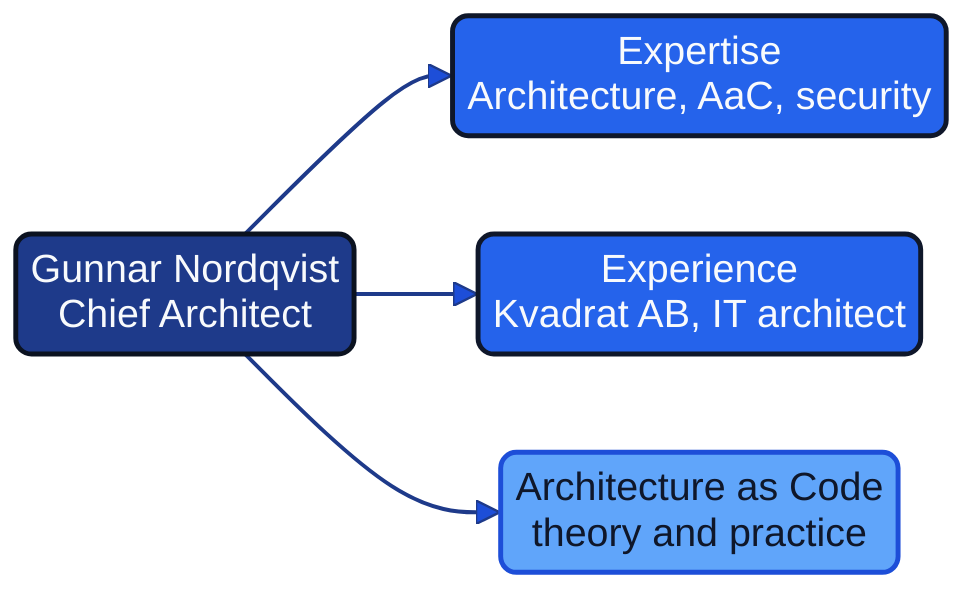 Expertise
Architecture, AaC, security
Gunnar Nordqvist
Chief Architect
Experience
Kvadrat AB, IT architect
Architecture as Code
theory and practice